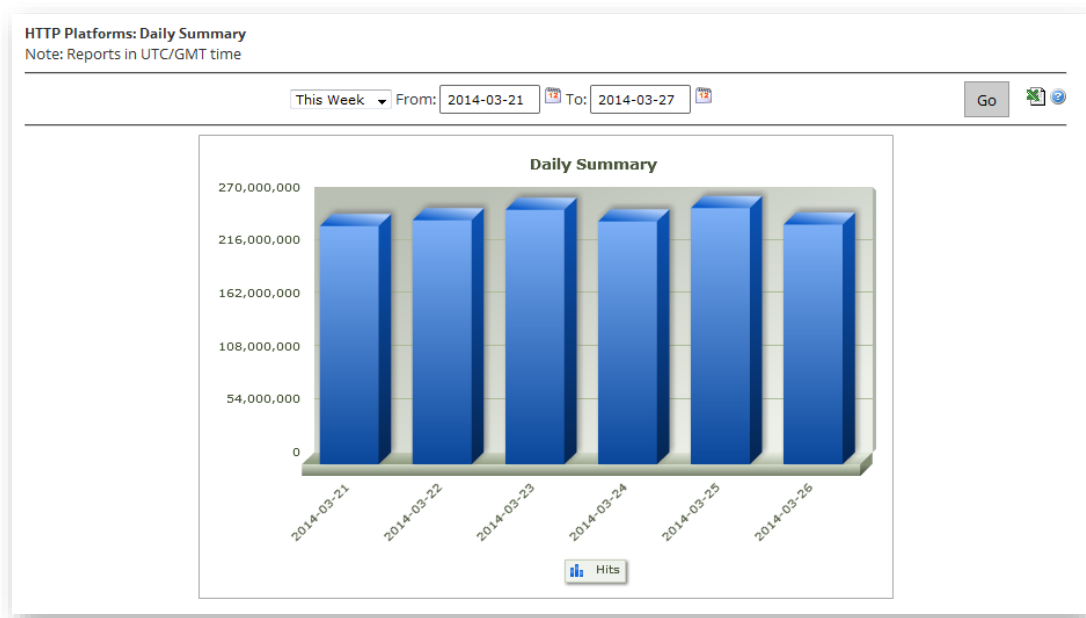 HTTP Platforms: Daily Summary
Note: Reports in UTC/GMT time
This Week From: 2014-03-21 12 To: 2014-03-27 12 Go
Daily Summary
270,000,000
216,000,000
162,000,000
108,000,000
54,000,000
0
2014-03-21 2014-03-22 2014-03-23 2014-03-24 2014-03-25 2014-03-26
Hits